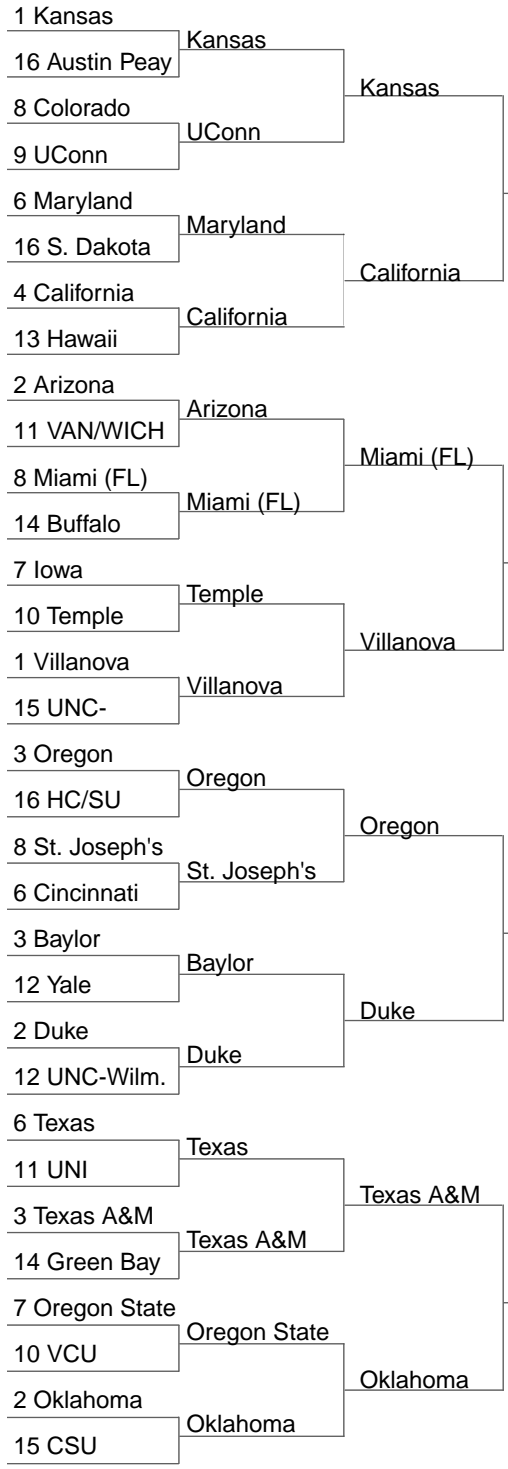 1 Kansas
16 Austin Peay
8 Colorado
9 UConn
6 Maryland
16 S. Dakota
4 California
13 Hawaii
2 Arizona
11 VAN/WICH
8 Miami (FL)
14 Buffalo
7 Iowa
10 Temple
1 Villanova
15 UNC-
3 Oregon
16 HC/SU
8 St. Joseph's
6 Cincinnati
3 Baylor
12 Yale
2 Duke
12 UNC-Wilm.
6 Texas
11 UNI
3 Texas A&M
14 Green Bay
7 Oregon State
10 VCU
2 Oklahoma
15 CSU
Kansas
UConn
Maryland
California
Arizona
Miami (FL)
Temple
Villanova
Oregon
St. Joseph's
Baylor
Duke
Texas
Texas A&M
Oregon State
Oklahoma
Kansas
California
Miami (FL)
Villanova
Oregon
Duke
Texas A&M
Oklahoma